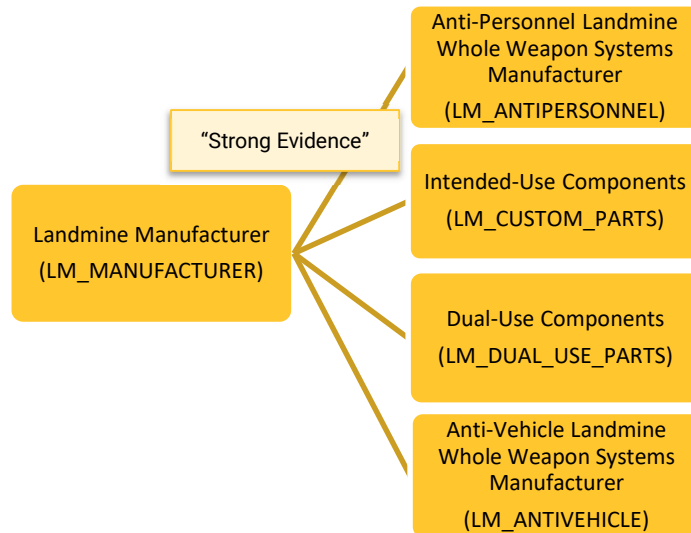 Anti-Personnel Landmine
Whole Weapon Systems
Manufacturer
(LM_ANTIPERSONNEL)
“Strong Evidence”
Intended-Use Components
(LM_CUSTOM_PARTS)
Landmine Manufacturer
(LM_MANUFACTURER)
Dual-Use Components
(LM_DUAL_USE_PARTS)
Anti-Vehicle Landmine
Whole Weapon Systems
Manufacturer
(LM_ANTIVEHICLE)